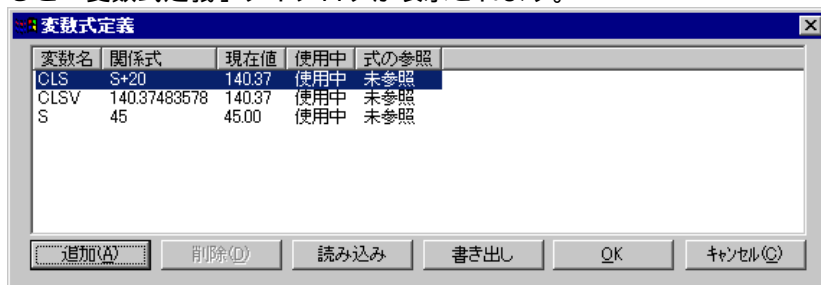 変数式定義
変数名 関係式 現在値 使用中 式の参照
CLS S+20 140.37 使用中 未参照
CLSV 140.37483578 140.37 使用中 未参照
S 45 45.00 使用中 未参照
追加(A) 削除(D) 読み込み 書き出し OK キャンセル(C)